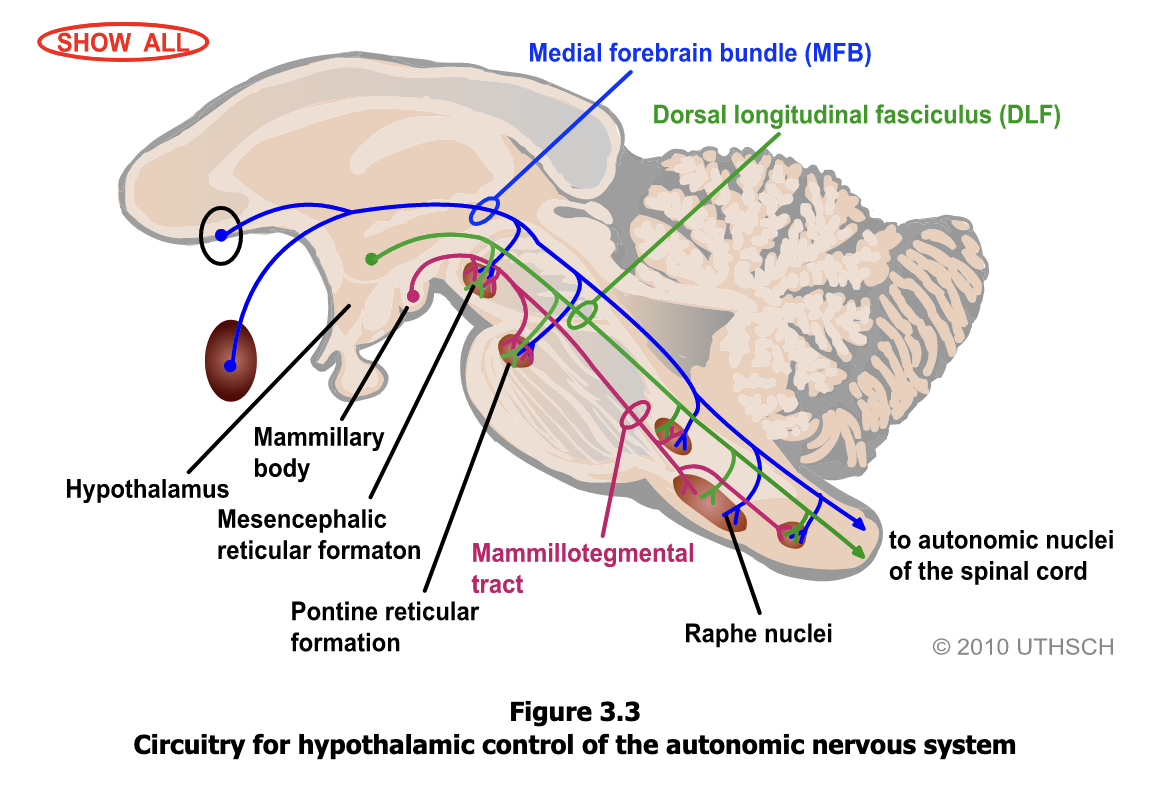 SHOW ALL
Medial forebrain bundle (MFB)
Dorsal longitudinal fasciculus (DLF)
Mammillary
body
Hypothalamus
Mesencephalic
reticular formaton
Mammillotegmental
tract
to autonomic nuclei
of the spinal cord
Pontine reticular
formation
Raphe nuclei
© 2010 UTHSCH
Figure 3.3
Circuitry for hypothalamic control of the autonomic nervous system